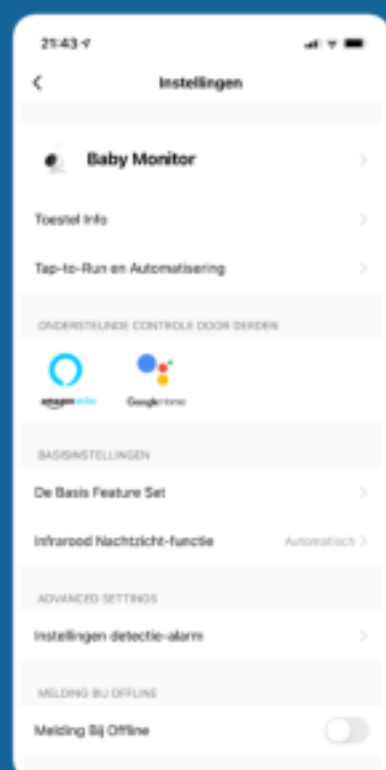 21:43
Instellingen
Baby Monitor
Toestel Info
Tap-to-Run en Automatisering
ONDERSTEUNDE CONTROLE DOOR DERDEN
amazon echo
Google Home
BASISINSTELLINGEN
De Basis Feature Set
Infrarood Nachtzicht-functie Automatisch
ADVANCED SETTINGS
Instellingen detectie-alarm
MELDING BIJ OFFLINE
Melding Bij Offline